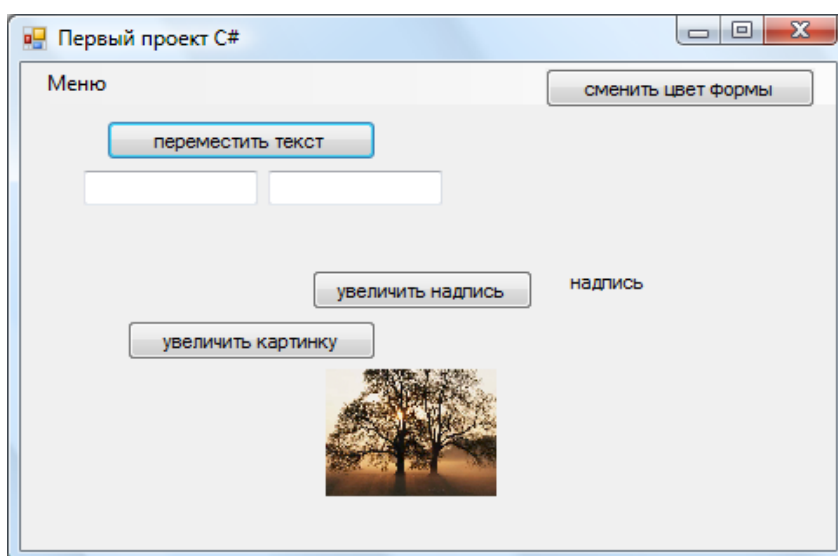 Первый проект C#
Меню
сменить цвет формы
переместить текст
увеличить надпись
надпись
увеличить картинку